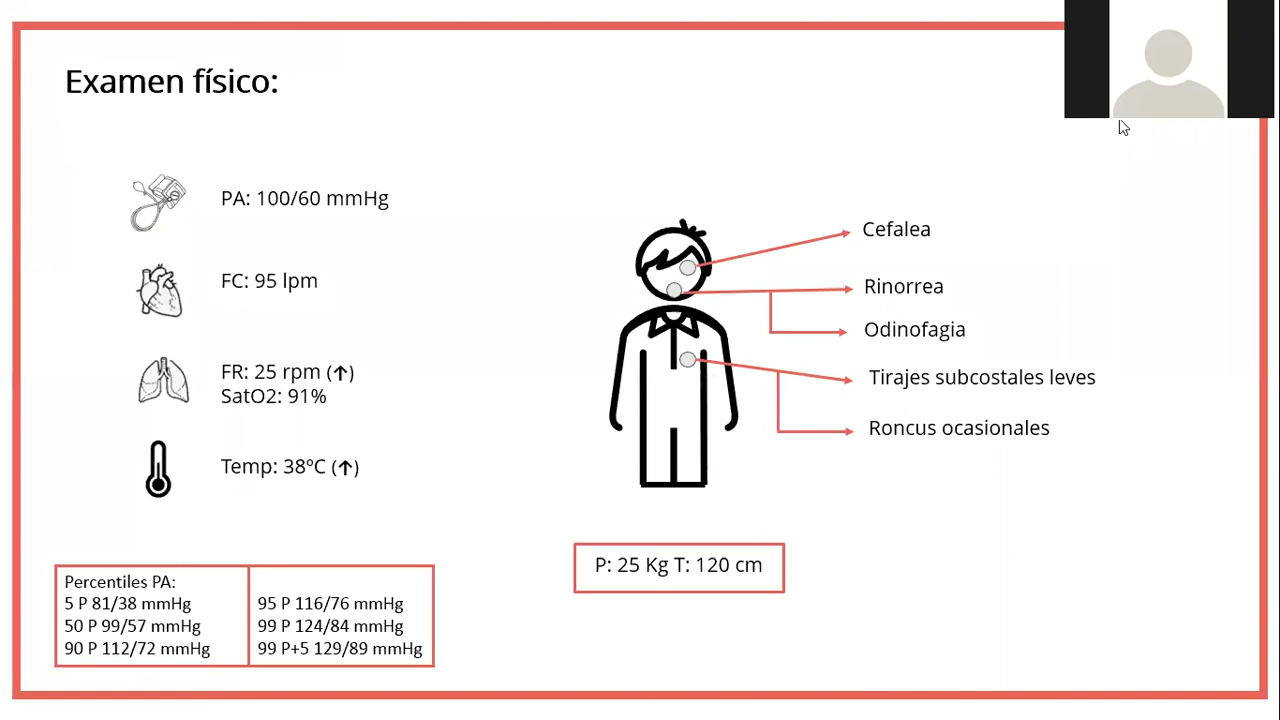 Examen físico:
PA: 100/60 mmHg
FC: 95 lpm
FR: 25 rpm (↑)
SatO2: 91%
Temp: 38°C (↑)
Cefalea
Rinorrea
Odinofagia
Tirajes subcostales leves
Roncus ocasionales
P: 25 Kg T: 120 cm
Percentiles PA:
5 P 81/38 mmHg
50 P 99/57 mmHg
90 P 112/72 mmHg
95 P 116/76 mmHg
99 P 124/84 mmHg
99 P+5 129/89 mmHg